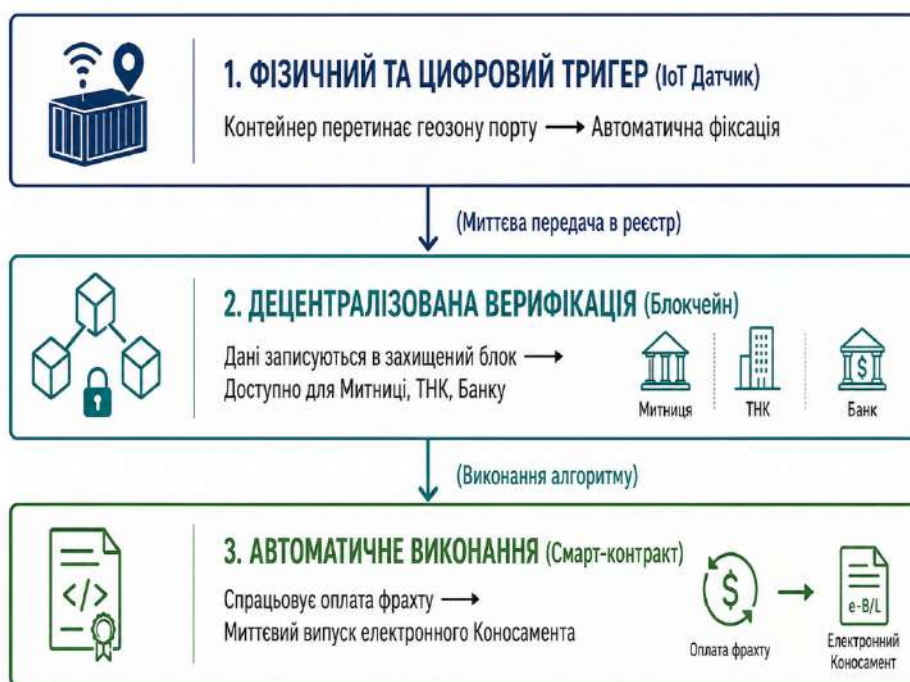 1. ФІЗИЧНИЙ ТА ЦИФРОВИЙ ТРИГЕР (IoT Датчик)
Контейнер перетинає геозону порту → Автоматична фіксація
(Миттєва передача в реєстр)
2. ДЕЦЕНТРАЛІЗОВАНА ВЕРИФІКАЦІЯ (Блокчейн)
Дані записуються в захищений блок →
Доступно для Митниці, ТНК, Банку
Митниця
ТНК
$
Банк
(Виконання алгоритму)
</>
3. АВТОМАТИЧНЕ ВИКОНАННЯ (Смарт-контракт)
Спрацьовує оплата фрахту →
Миттєвий випуск електронного Коносамента
$
Оплата фрахту
e-B/L
Електронний
Коносамент